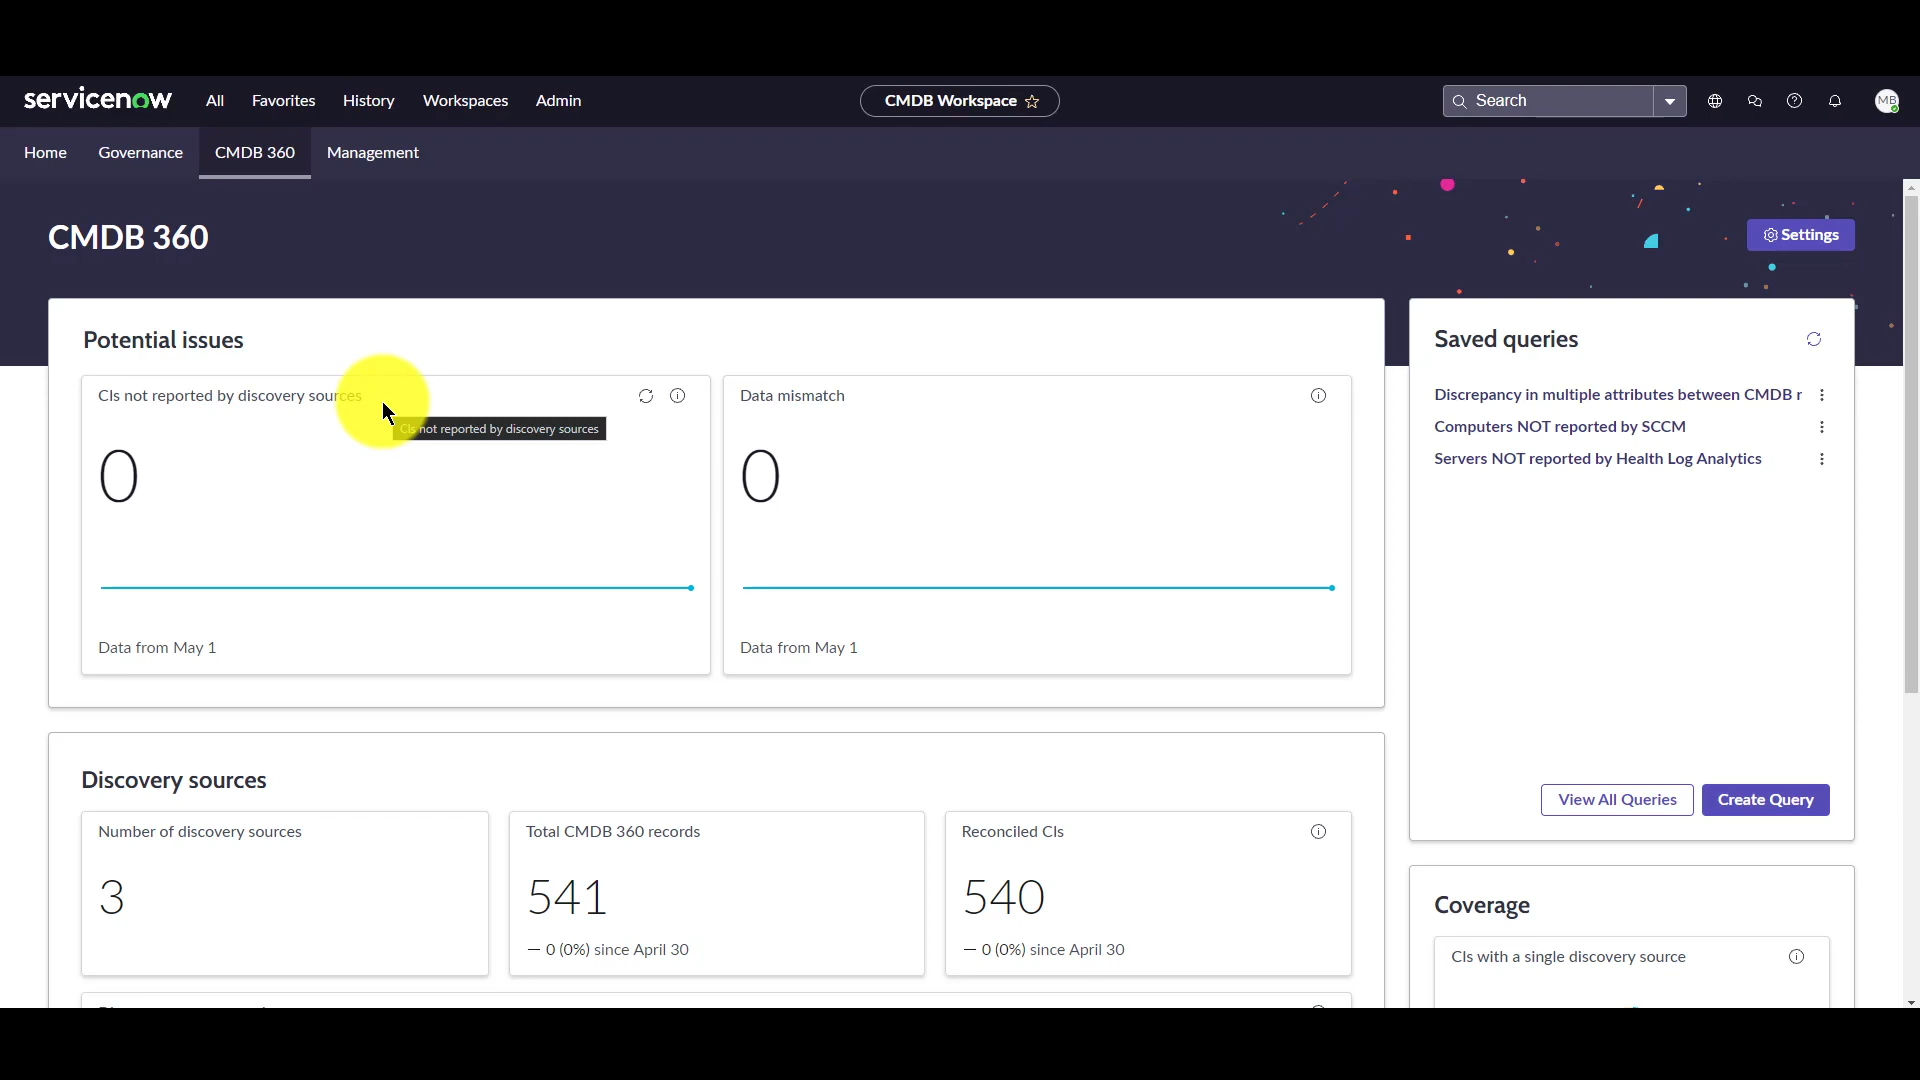 servicenow All Favorites History Workspaces Admin CMDB Workspace Search MB
Home Governance CMDB 360 Management
CMDB 360
Settings
Potential issues
CIs not reported by discovery sources
CIs not reported by discovery sources
0
Data from May 1
Data mismatch
0
Data from May 1
Saved queries
Discrepancy in multiple attributes between CMDB r
Computers NOT reported by SCCM
Servers NOT reported by Health Log Analytics
View All Queries Create Query
Discovery sources
Number of discovery sources
3
Total CMDB 360 records
541
— 0 (0%) since April 30
Reconciled CIs
540
— 0 (0%) since April 30
Coverage
CIs with a single discovery source